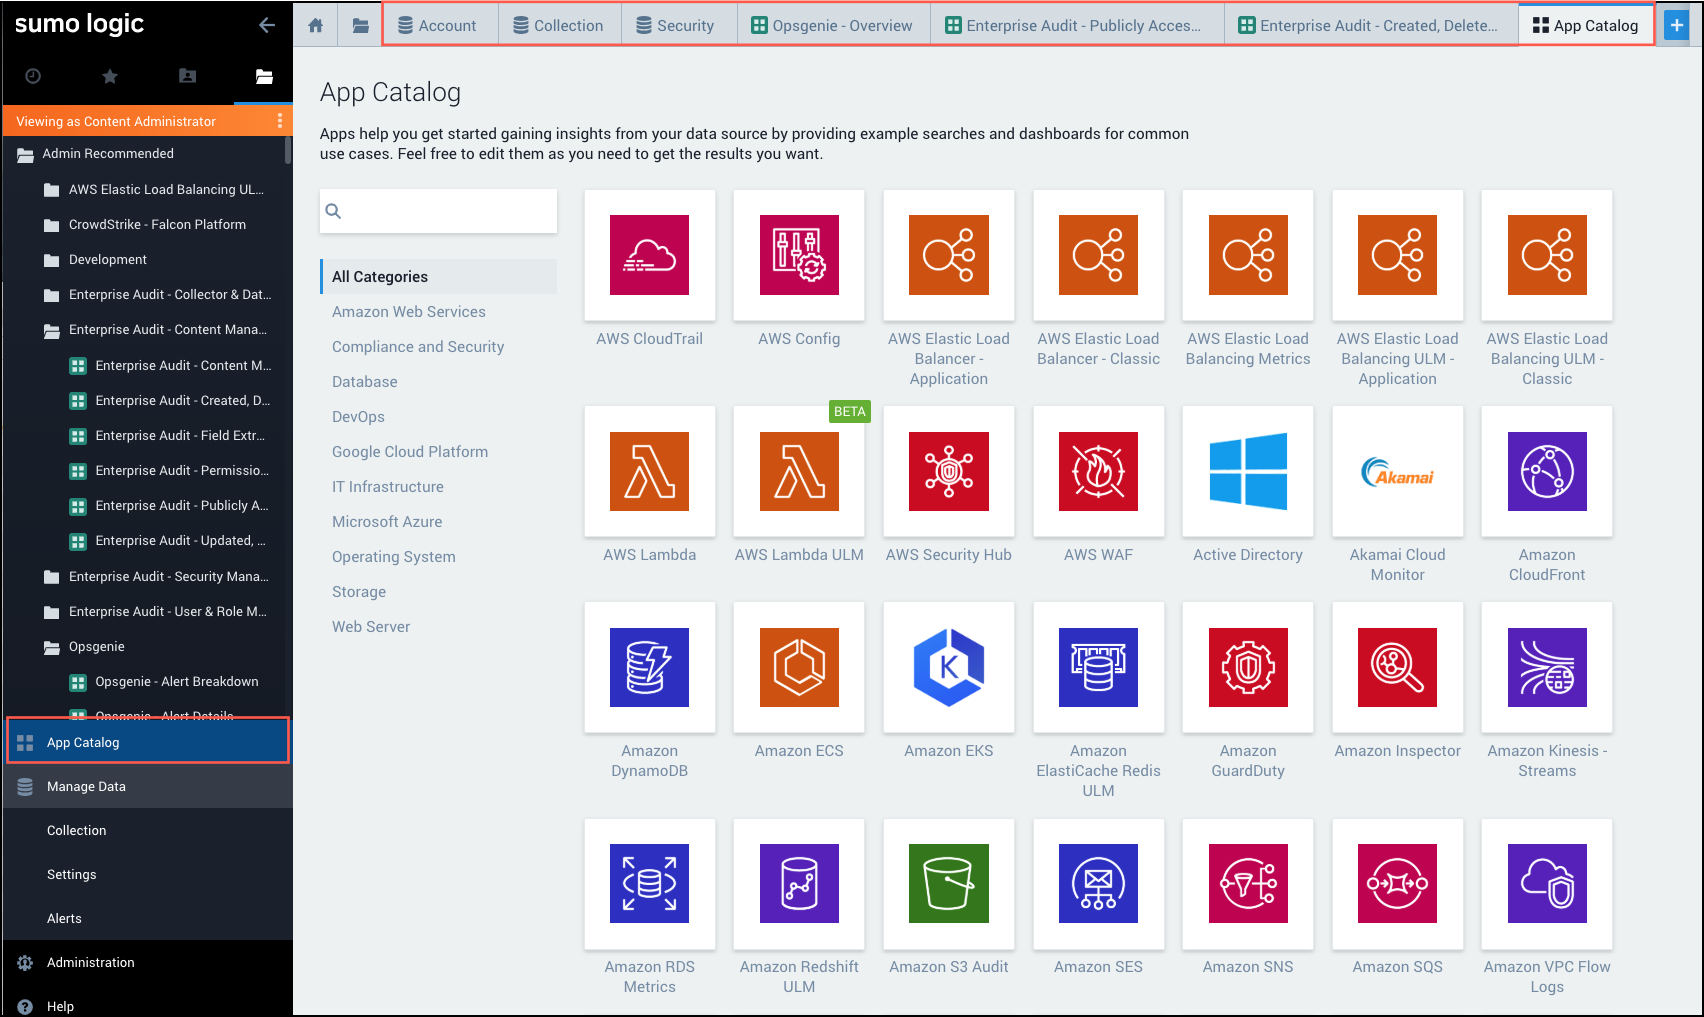 sumo logic
Account
Collection
Security
Opsgenie - Overview
Enterprise Audit - Publicly Acces...
Enterprise Audit - Created, Delete...
App Catalog
+
Viewing as Content Administrator
Admin Recommended
AWS Elastic Load Balancing UL...
CrowdStrike - Falcon Platform
Development
Enterprise Audit - Collector & Dat...
Enterprise Audit - Content Mana...
Enterprise Audit - Content M...
Enterprise Audit - Created, D...
Enterprise Audit - Field Extr...
Enterprise Audit - Permissio...
Enterprise Audit - Publicly A...
Enterprise Audit - Updated, ...
Enterprise Audit - Security Mana...
Enterprise Audit - User & Role M...
Opsgenie
Opsgenie - Alert Breakdown
Opsgenie - Alert Details
App Catalog
Manage Data
Collection
Settings
Alerts
Administration
Help
App Catalog
Apps help you get started gaining insights from your data source by providing example searches and dashboards for common
use cases. Feel free to edit them as you need to get the results you want.
All Categories
Amazon Web Services
Compliance and Security
Database
DevOps
Google Cloud Platform
IT Infrastructure
Microsoft Azure
Operating System
Storage
Web Server
AWS CloudTrail
AWS Config
AWS Elastic Load
Balancer -
Application
AWS Elastic Load
Balancer - Classic
AWS Elastic Load
Balancing Metrics
AWS Elastic Load
Balancing ULM -
Application
AWS Elastic Load
Balancing ULM -
Classic
AWS Lambda
BETA
AWS Lambda ULM
AWS Security Hub
AWS WAF
Active Directory
Akamai
Akamai Cloud
Monitor
Amazon
CloudFront
Amazon
DynamoDB
Amazon ECS
K
Amazon EKS
Amazon
ElastiCache Redis
ULM
Amazon
GuardDuty
Amazon Inspector
Amazon Kinesis -
Streams
Amazon RDS
Metrics
Amazon Redshift
ULM
Amazon S3 Audit
Amazon SES
Amazon SNS
Amazon SQS
Amazon VPC Flow
Logs